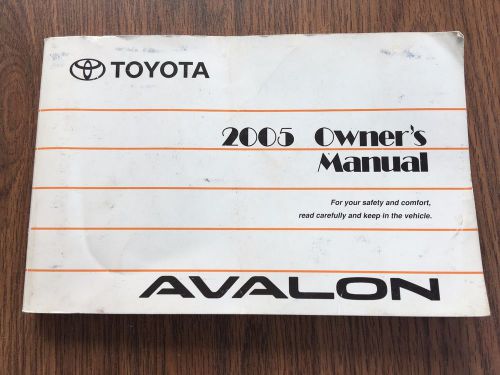 TOYOTA
2005 Owner's
Manual
For your safety and comfort,
read carefully and keep in the vehicle.
AVALON